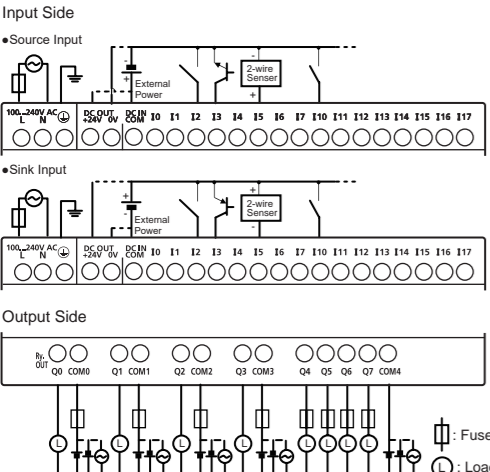 Input Side
●Source Input
- + External Power
- 2-wire Senser +
100_240V AC L N DC OUT +24V 0V DC IN COM I0 I1 I2 I3 I4 I5 I6 I7 I10 I11 I12 I13 I14 I15 I16 I17
●Sink Input
+ - External Power
+ 2-wire Senser -
100_240V AC L N DC OUT +24V 0V DC IN COM I0 I1 I2 I3 I4 I5 I6 I7 I10 I11 I12 I13 I14 I15 I16 I17
Output Side
Ry. OUT Q0 COM0 Q1 COM1 Q2 COM2 Q3 COM3 Q4 Q5 Q6 Q7 COM4
: Fuse
L L L L L L L L
L : Load